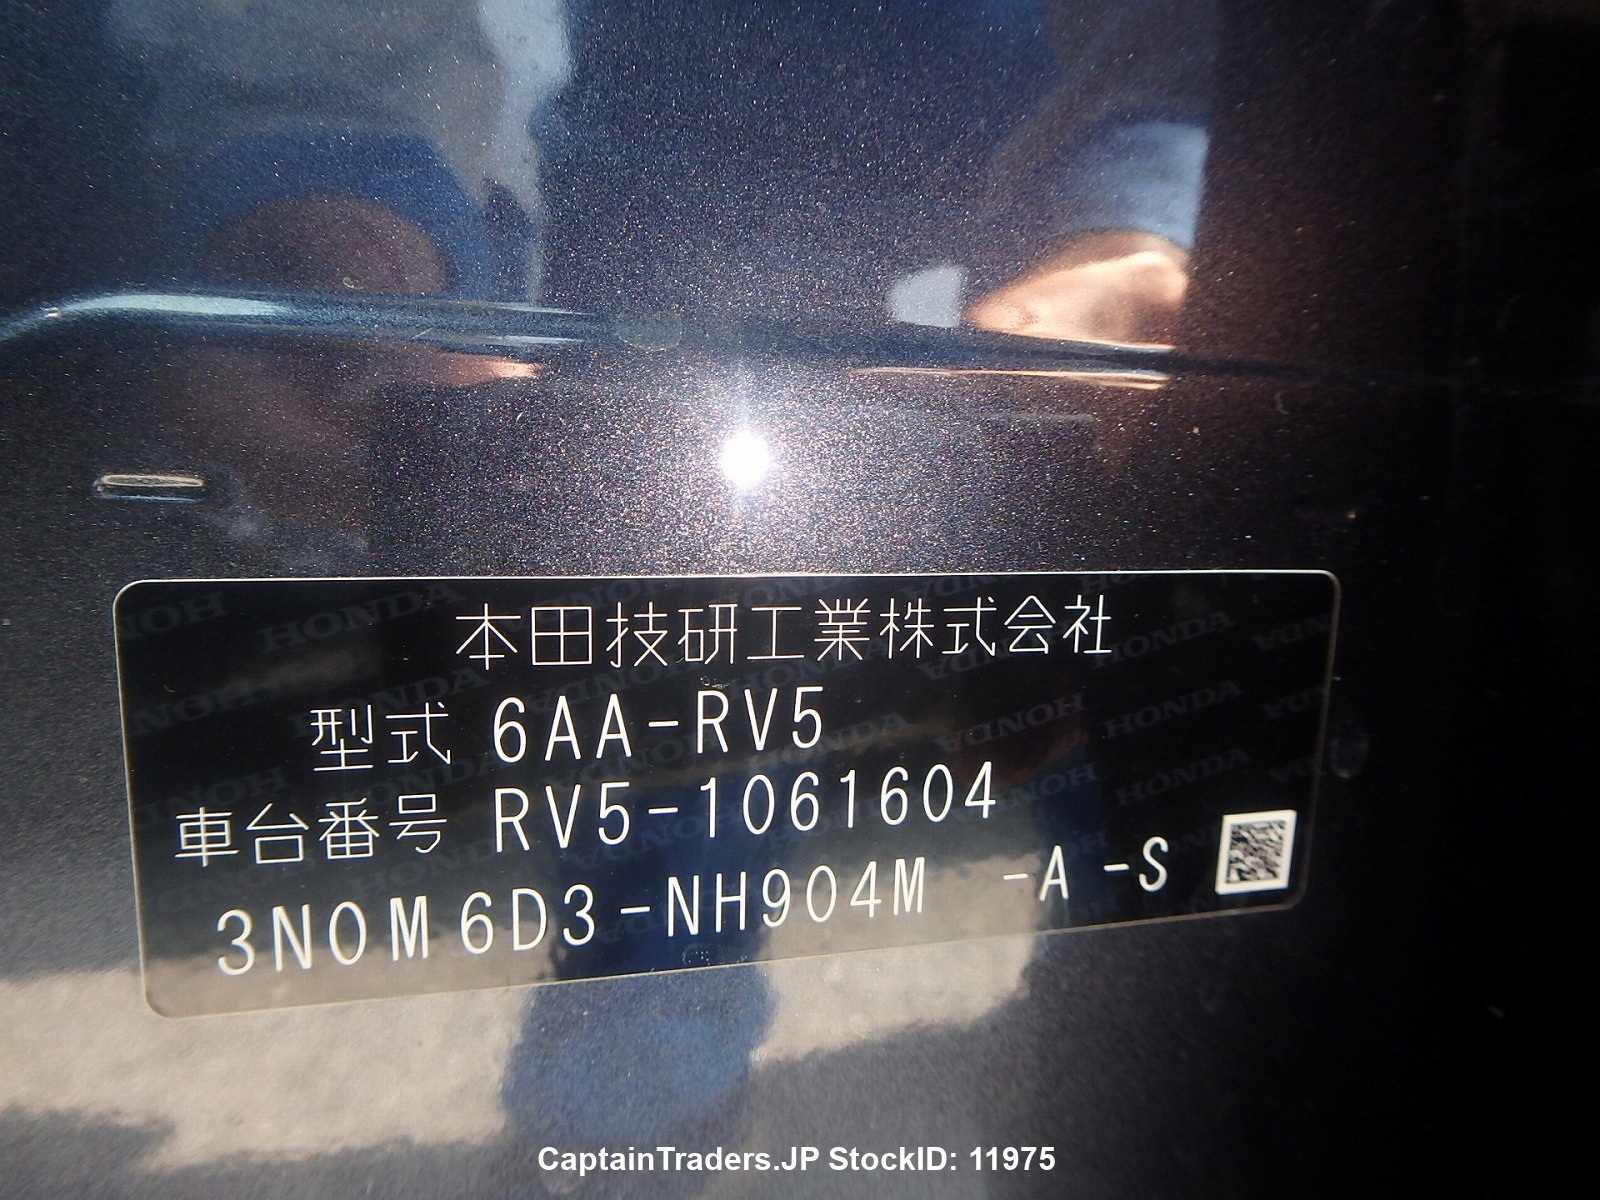 本田技研工業株式会社
型式 6AA-RV5
車台番号 RV5-1061604
3N0M6D3-NH904M -A -S
CaptainTraders.JP StockID: 11975